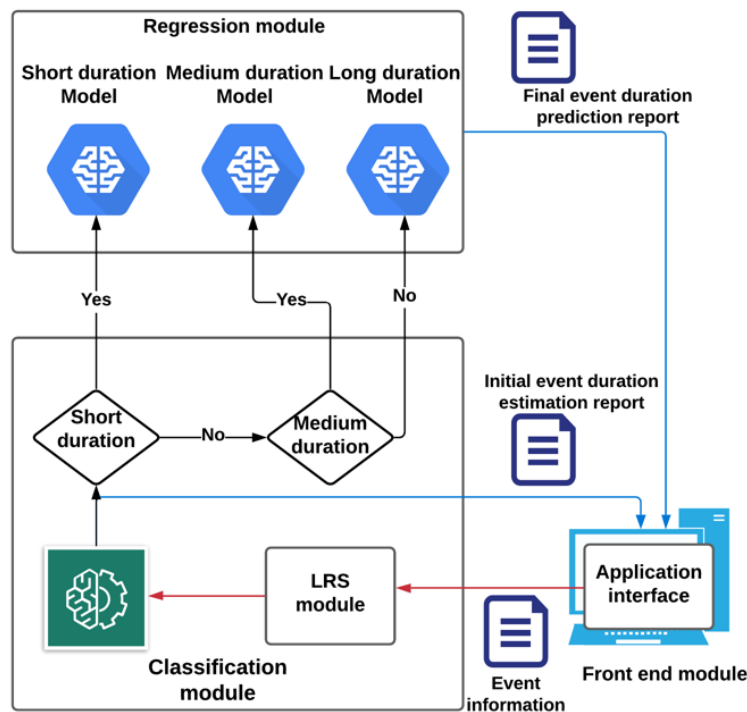 Regression module
Short duration
Model
Medium duration
Model
Long duration
Model
Final event duration
prediction report
Yes
Yes
No
Initial event duration
estimation report
Short
duration
No
Medium
duration
LRS
module
Application
interface
Classification
module
Event
information
Front end module